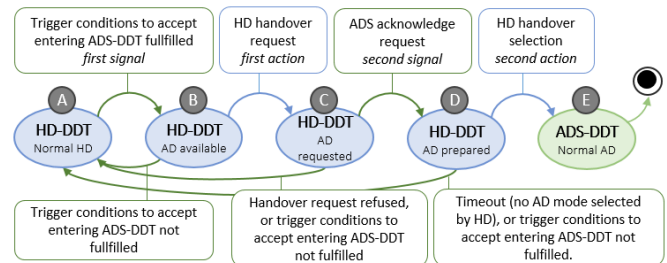 Trigger conditions to accept
entering ADS-DDT fullfilled
first signal
HD handover
request
first action
ADS acknowledge
request
second signal
HD handover
selection
second action
A
B
C
D
E
HD-DDT
Normal HD
HD-DDT
AD available
HD-DDT
AD
requested
HD-DDT
AD prepared
ADS-DDT
Normal AD
Trigger conditions to accept
entering ADS-DDT not
fullfilled
Handover request refused,
or trigger conditions to
accept entering ADS-DDT
not fulfilled
Timeout (no AD mode selected
by HD), or trigger conditions to
accept entering ADS-DDT not
fulfilled.